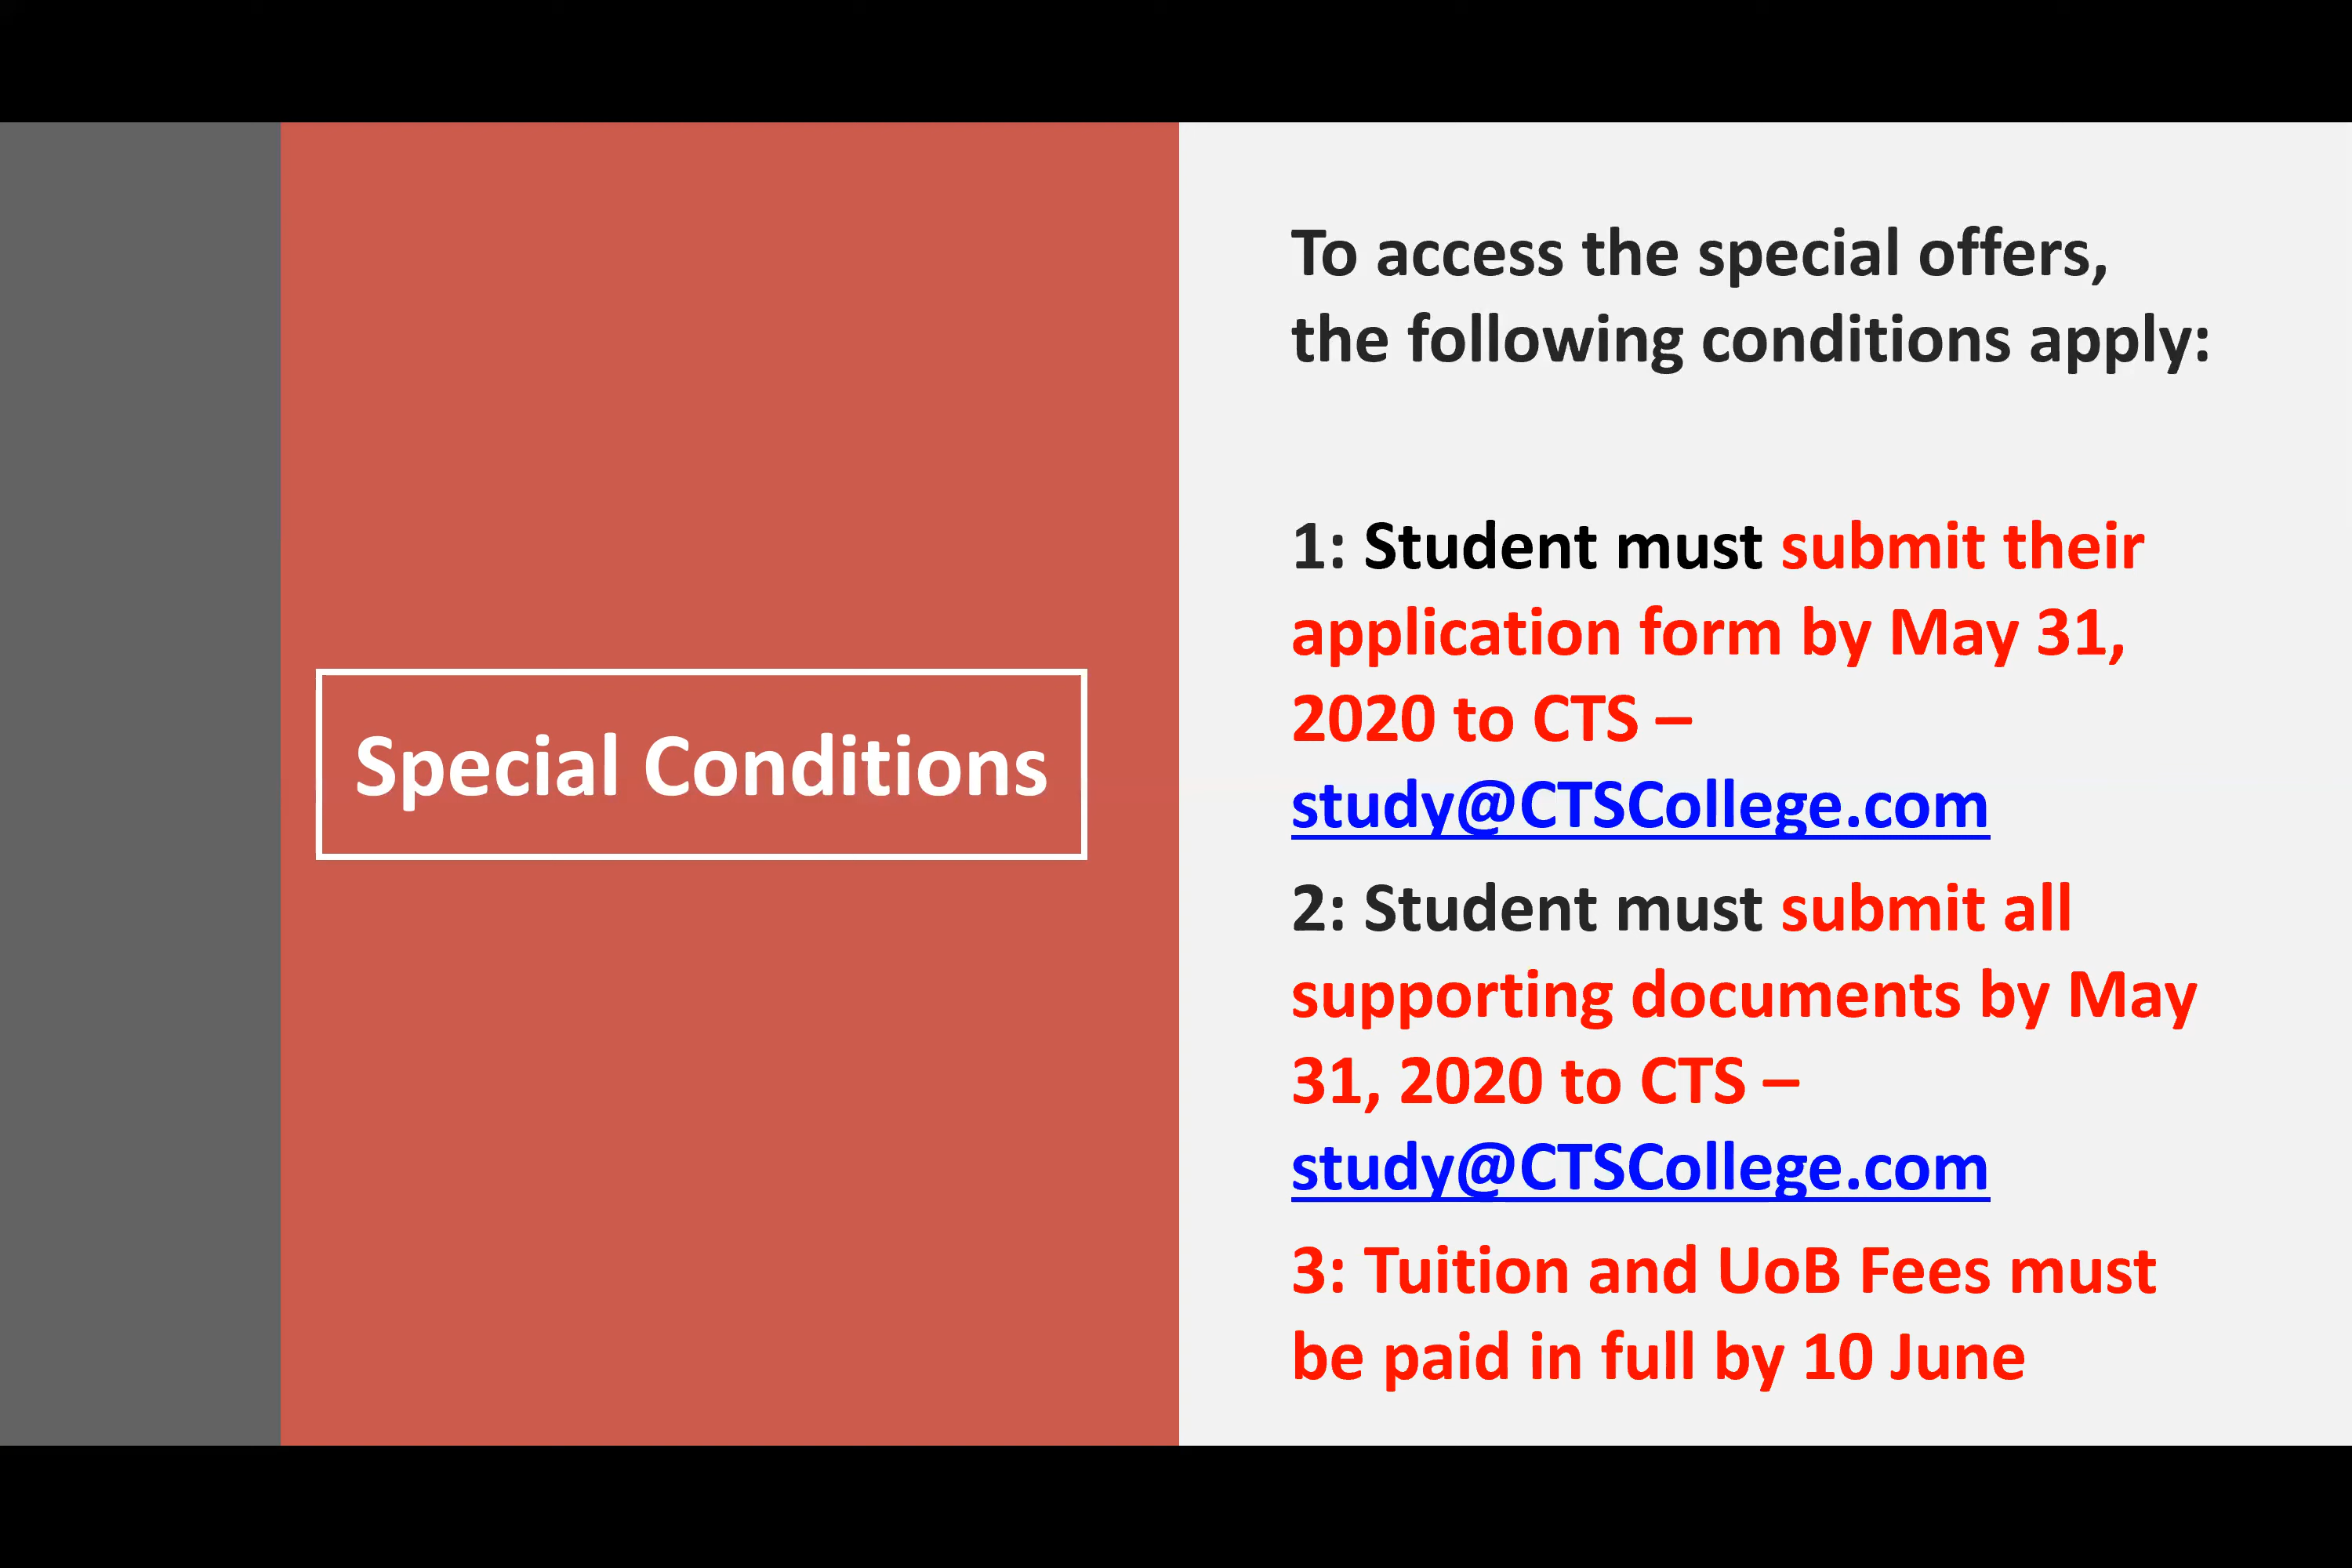 Special Conditions
To access the special offers,
the following conditions apply:
1: Student must submit their
application form by May 31,
2020 to CTS –
study@CTSCollege.com
2: Student must submit all
supporting documents by May
31, 2020 to CTS –
study@CTSCollege.com
3: Tuition and UoB Fees must
be paid in full by 10 June